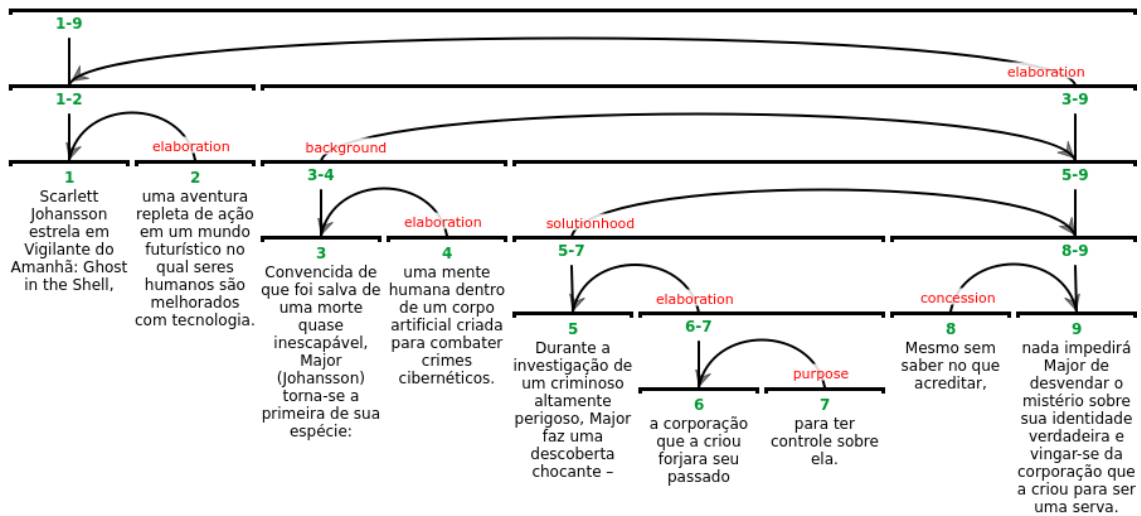 1-9
elaboration
1-2
3-9
elaboration
background
1
2
3-4
5-9
Scarlett
Johansson
estrela em
Vigilante do
Amanhã: Ghost
in the Shell,
uma aventura
repleta de ação
em um mundo
futurístico no
qual seres
humanos são
melhorados
com tecnologia.
elaboration
solutionhood
3
4
5-7
8-9
Convencida de
que foi salva de
uma morte
quase
inescapável,
Major
(Johansson)
torna-se a
primeira de sua
espécie:
uma mente
humana dentro
de um corpo
artificial criada
para combater
crimes
cibernéticos.
elaboration
concession
5
6-7
8
9
Durante a
investigação de
um criminoso
altamente
perigoso, Major
faz uma
descoberta
chocante –
purpose
6
7
a corporação
que a criou
forjara seu
passado
para ter
controle sobre
ela.
Mesmo sem
saber no que
acreditar,
nada impedirá
Major de
desvendar o
mistério sobre
sua identidade
verdadeira e
vingar-se da
corporação que
a criou para ser
uma serva.